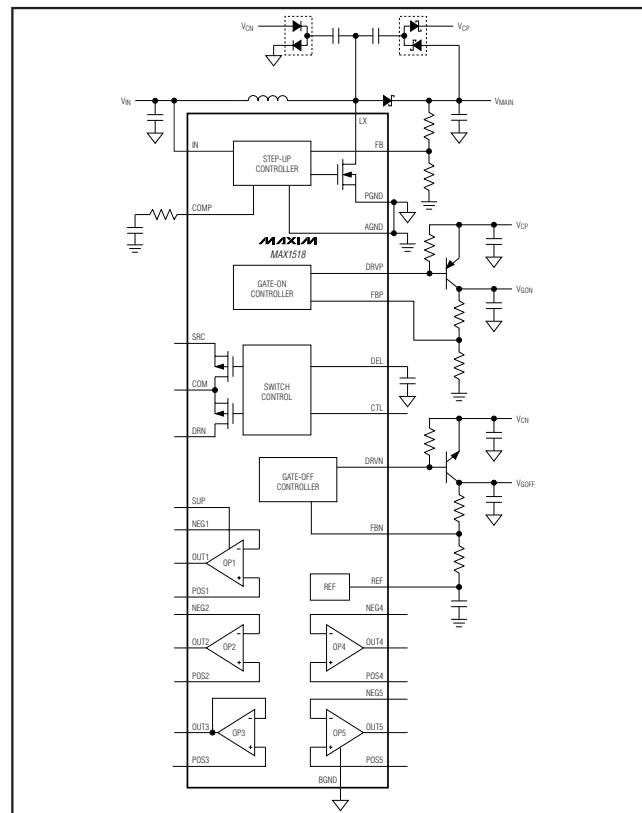 VCN
VCP
VIN
VMAIN
LX
IN
FB
STEP-UP
CONTROLLER
PGND
COMP
AGND
MAXIM
MAX1518
VCP
DRVP
GATE-ON
CONTROLLER
VGON
FBP
SRC
DEL
COM
SWITCH
CONTROL
CTL
DRN
VCN
DRVN
GATE-OFF
CONTROLLER
VGOFF
SUP
NEG1
FBN
OUT1
OP1
REF
REF
POS1
NEG2
NEG4
OUT2
OP2
OP4
OUT4
POS2
POS4
NEG5
OUT3
OP3
OP5
OUT5
POS3
POS5
BGND